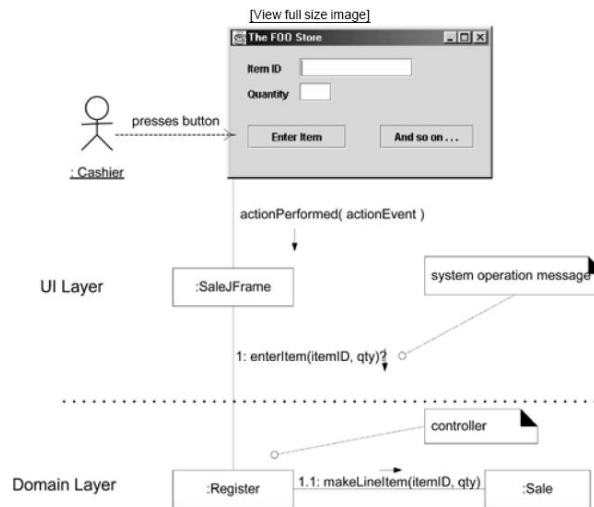 [View full size image]
The FOO Store
Item ID
Quantity
presses button
Enter Item
And so on . . .
: Cashier
actionPerformed( actionEvent )
system operation message
UI Layer
:SaleJFrame
1: enterItem(itemID, qty)?
controller
Domain Layer
:Register
1.1: makeLineItem(itemID, qty)
:Sale